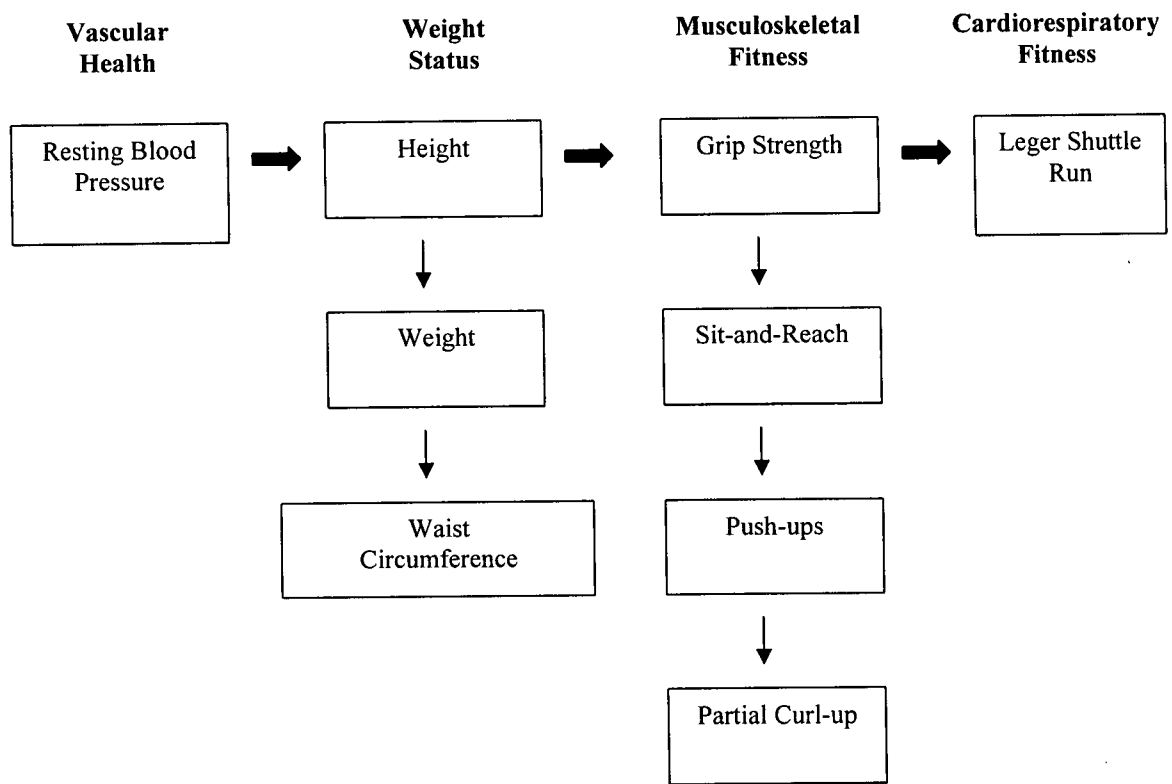 Vascular
Health
Weight
Status
Musculoskeletal
Fitness
Cardiorespiratory
Fitness
Resting Blood
Pressure
Height
Grip Strength
Leger Shuttle
Run
Weight
Sit-and-Reach
Waist
Circumference
Push-ups
Partial Curl-up